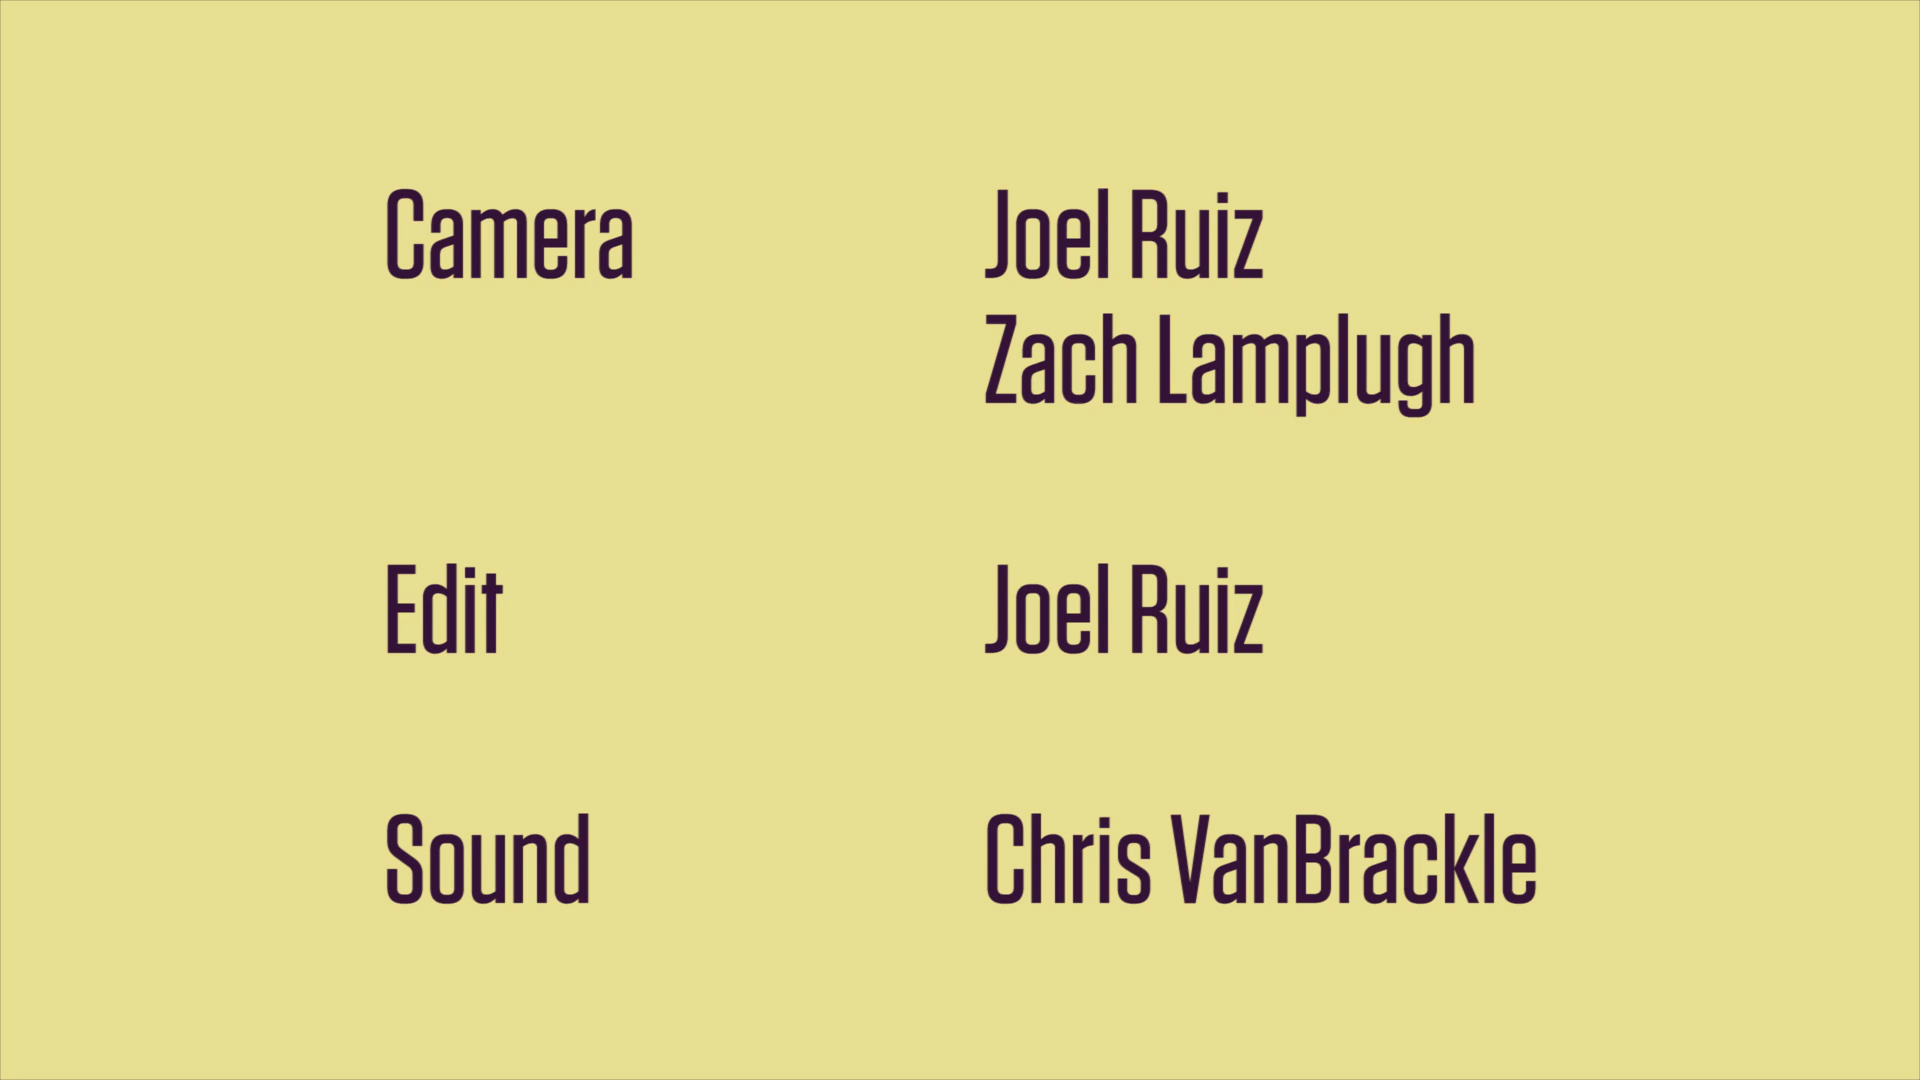 Camera Joel Ruiz
Zach Lamplugh
Edit Joel Ruiz
Sound Chris VanBrackle